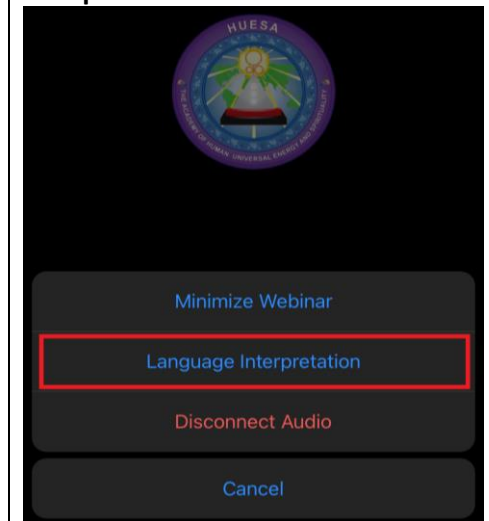 HUESA
THE ACADEMY OF HUMAN UNIVERSAL ENERGY AND SPIRITUALITY
Minimize Webinar
Language Interpretation
Disconnect Audio
Cancel